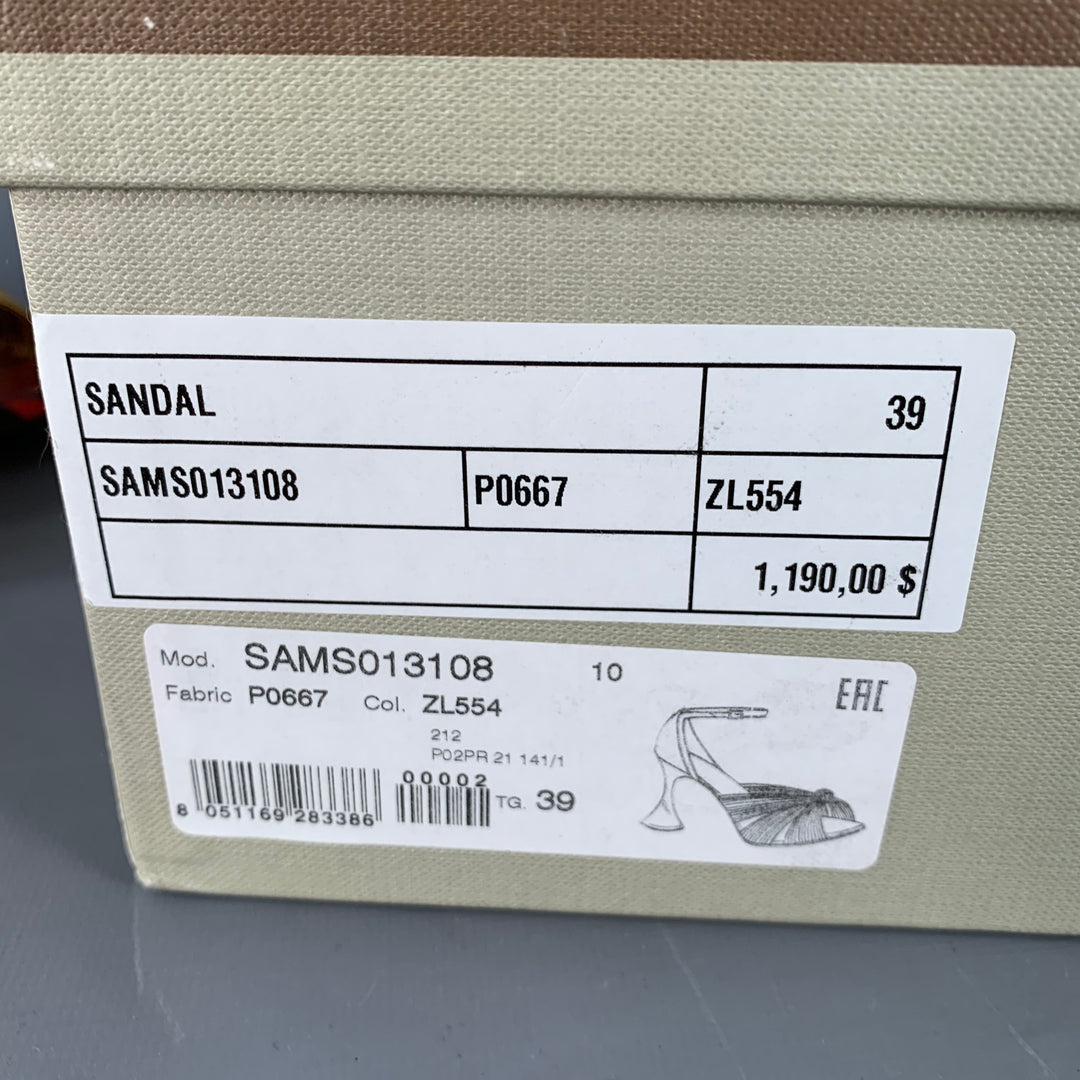 SANDAL 39
SAMS013108 P0667 ZL554
1,190,00 $
Mod. SAMS013108 10
EAC
Fabric P0667 Col. ZL554
212
P02PR 21 141/1
00002
8 051169 283386
TG. 39